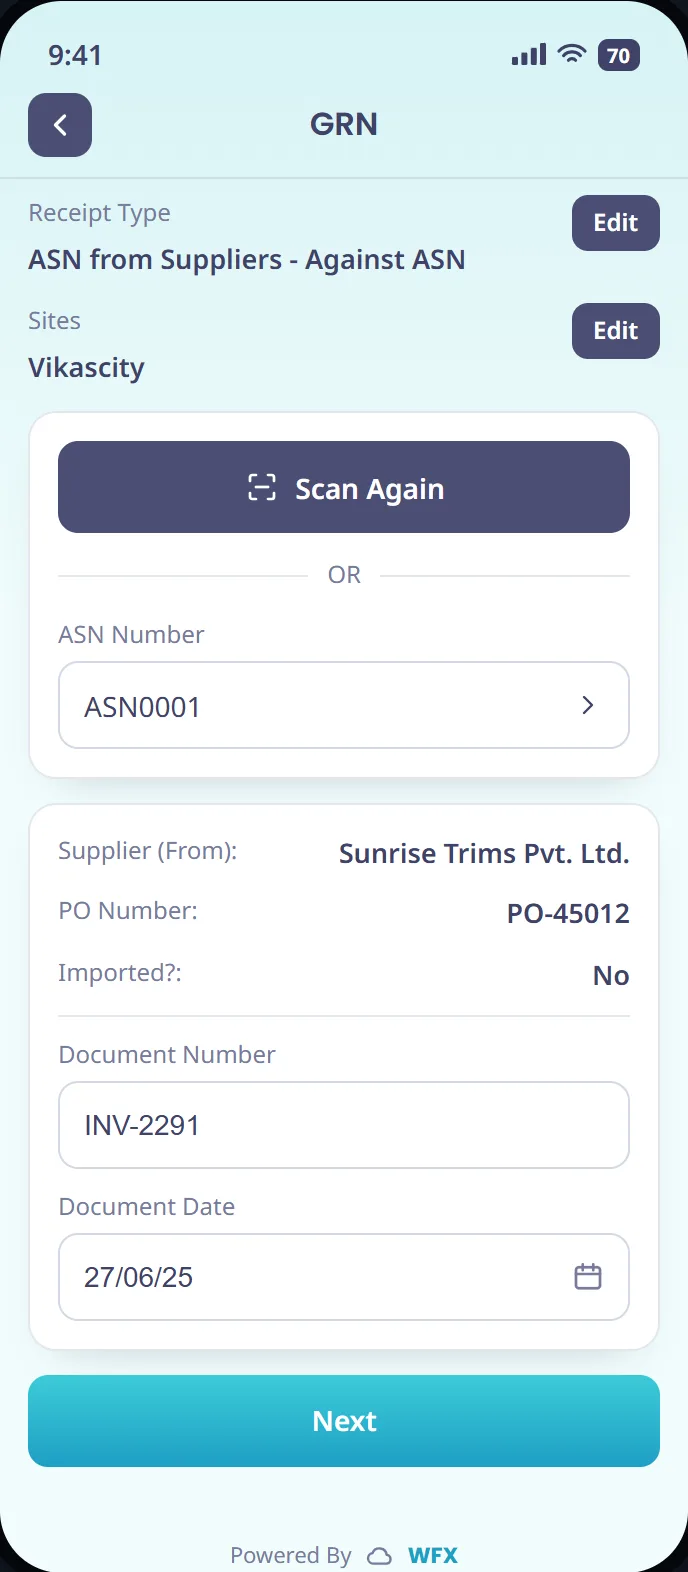 9:41
70
GRN
Receipt Type
Edit
ASN from Suppliers - Against ASN
Sites
Edit
Vikascity
Scan Again
OR
ASN Number
ASN0001
Supplier (From):
Sunrise Trims Pvt. Ltd.
PO Number:
PO-45012
Imported?:
No
Document Number
INV-2291
Document Date
27/06/25
Next
Powered By WFX